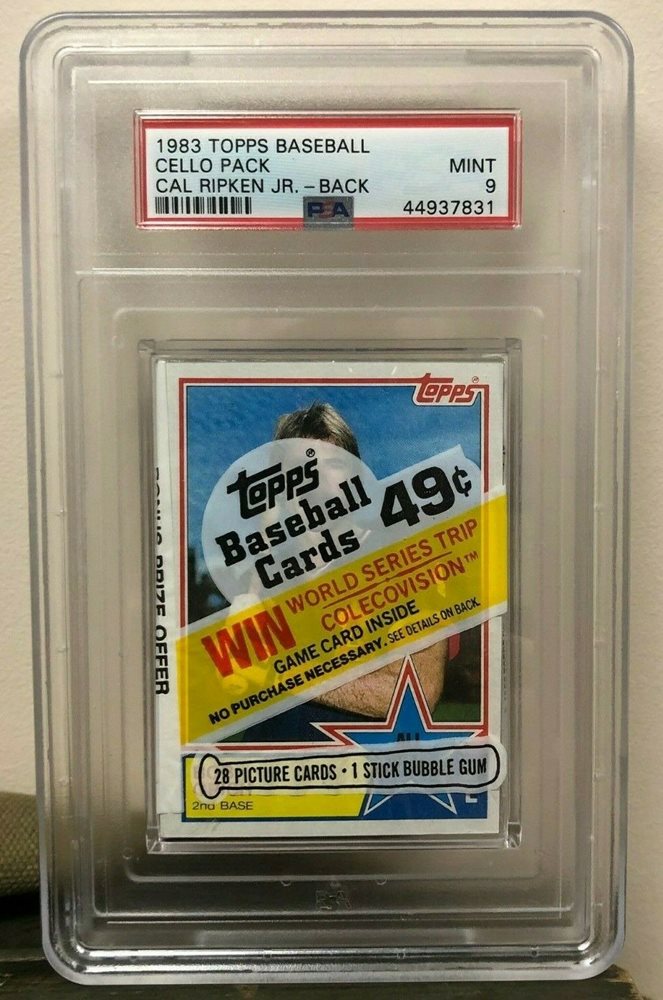 1983 TOPPS BASEBALL
CELLO PACK MINT
CAL RIPKEN JR. - BACK 9
PSA 44937831
TOPPS®
TOPPS®
Baseball
Cards 49¢
WIN WORLD SERIES TRIP
COLECOVISION™
GAME CARD INSIDE
NO PURCHASE NECESSARY. SEE DETAILS ON BACK.
BONUS PRIZE OFFER
ALL
28 PICTURE CARDS • 1 STICK BUBBLE GUM
2nd BASE